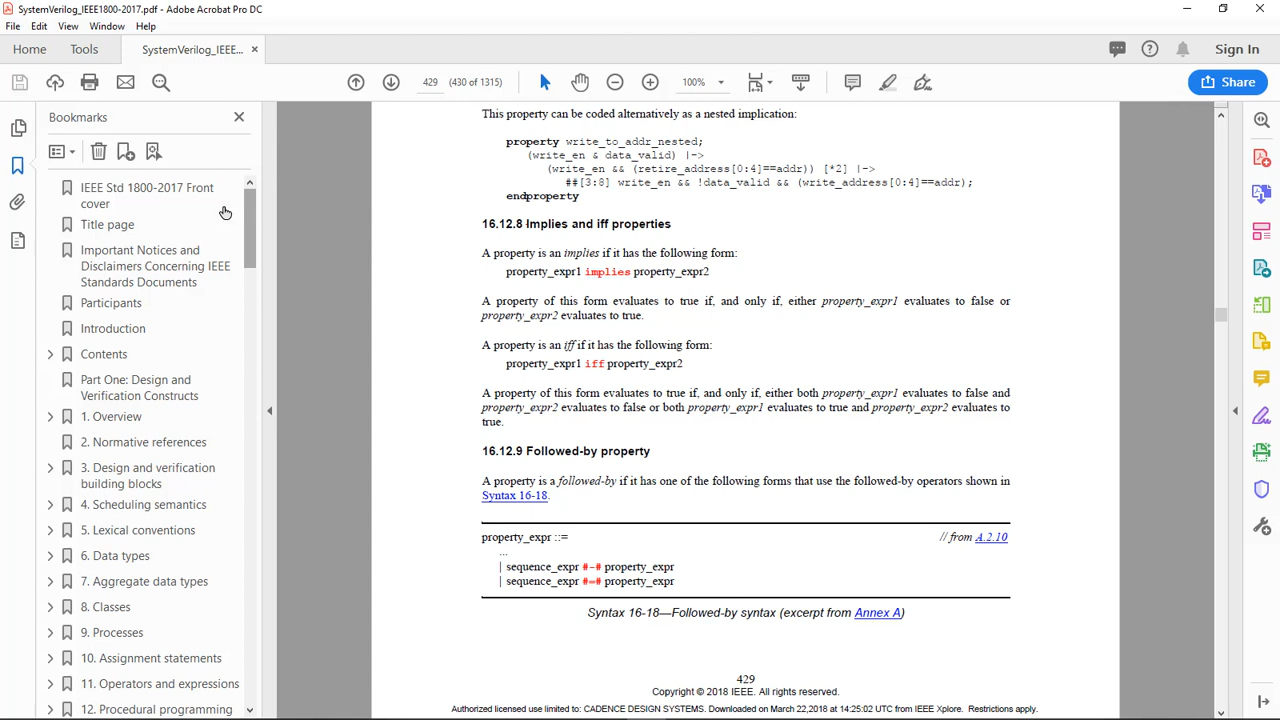 SystemVerilog_IEEE1800-2017.pdf - Adobe Acrobat Pro DC
File Edit View Window Help
Home Tools SystemVerilog_IEEE... × Sign In
429 (430 of 1315) 100% Share
Bookmarks
IEEE Std 1800-2017 Front
cover
Title page
Important Notices and
Disclaimers Concerning IEEE
Standards Documents
Participants
Introduction
Contents
Part One: Design and
Verification Constructs
1. Overview
2. Normative references
3. Design and verification
building blocks
4. Scheduling semantics
5. Lexical conventions
6. Data types
7. Aggregate data types
8. Classes
9. Processes
10. Assignment statements
11. Operators and expressions
12. Procedural programming
This property can be coded alternatively as a nested implication:
property write_to_addr_nested;
(write_en & data_valid) |->
(write_en && (retire_address[0:4]==addr)) [*2] |->
##[3:8] write_en && !data_valid && (write_address[0:4]==addr);
endproperty
16.12.8 Implies and iff properties
A property is an implies if it has the following form:
property_expr1 implies property_expr2
A property of this form evaluates to true if, and only if, either property_expr1 evaluates to false or
property_expr2 evaluates to true.
A property is an iff if it has the following form:
property_expr1 iff property_expr2
A property of this form evaluates to true if, and only if, either both property_expr1 evaluates to false and
property_expr2 evaluates to false or both property_expr1 evaluates to true and property_expr2 evaluates to
true.
16.12.9 Followed-by property
A property is a followed-by if it has one of the following forms that use the followed-by operators shown in
Syntax 16-18.
property_expr ::= // from A.2.10
...
| sequence_expr #-# property_expr
| sequence_expr #=# property_expr
Syntax 16-18—Followed-by syntax (excerpt from Annex A)
429
Copyright © 2018 IEEE. All rights reserved.
Authorized licensed use limited to: CADENCE DESIGN SYSTEMS. Downloaded on March 22,2018 at 14:25:02 UTC from IEEE Xplore. Restrictions apply.